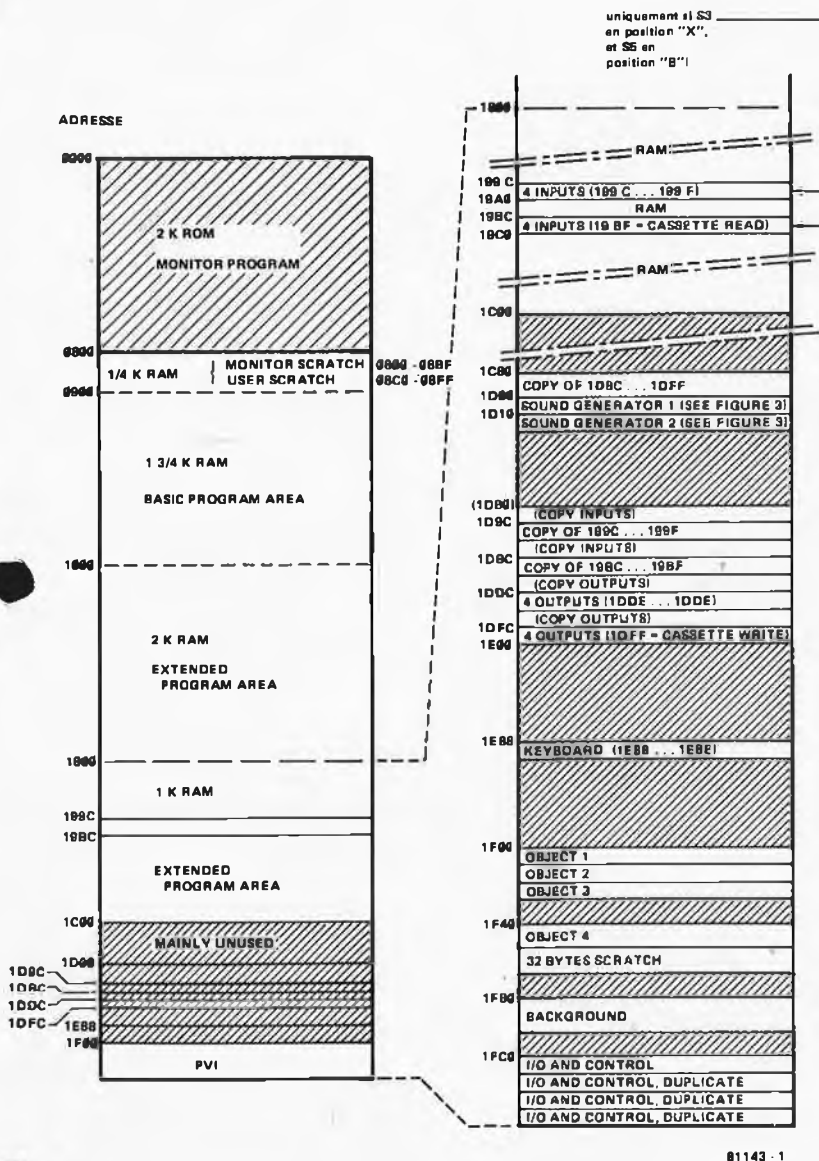 uniquement si S3
en position "X",
et S5 en
position "B"!
ADRESSE
0000
2 K ROM
MONITOR PROGRAM
0800
1/4 K RAM { MONITOR SCRATCH 0800 - 08BF
USER SCRATCH 08C0 - 08FF
0900
1 3/4 K RAM
BASIC PROGRAM AREA
1000
2 K RAM
EXTENDED
PROGRAM AREA
1800
1 K RAM
199C
19BC
EXTENDED
PROGRAM AREA
1C00
MAINLY UNUSED
1D00
1D9C
1DBC
1DDC
1DFC
1E88
1F00
PVI
1800
RAM
199C
4 INPUTS (199C ... 199F)
19A0
RAM
19BC
4 INPUTS (19BF = CASSETTE READ)
19C0
RAM
1C00
1C80
COPY OF 1D8C ... 1DFF
1D00
SOUND GENERATOR 1 (SEE FIGURE 3)
1D10
SOUND GENERATOR 2 (SEE FIGURE 3)
(1D80)
(COPY INPUTS)
1D9C
COPY OF 199C ... 199F
(COPY INPUTS)
1DBC
COPY OF 19BC ... 19BF
(COPY OUTPUTS)
1DDC
4 OUTPUTS (1DDE ... 1DDE)
(COPY OUTPUTS)
1DFC
4 OUTPUTS (1DFF = CASSETTE WRITE)
1E00
1E88
KEYBOARD (1E88 ... 1E8E)
1F00
OBJECT 1
OBJECT 2
OBJECT 3
1F40
OBJECT 4
32 BYTES SCRATCH
1F80
BACKGROUND
1FC0
I/O AND CONTROL
I/O AND CONTROL, DUPLICATE
I/O AND CONTROL, DUPLICATE
I/O AND CONTROL, DUPLICATE
81143 - 1